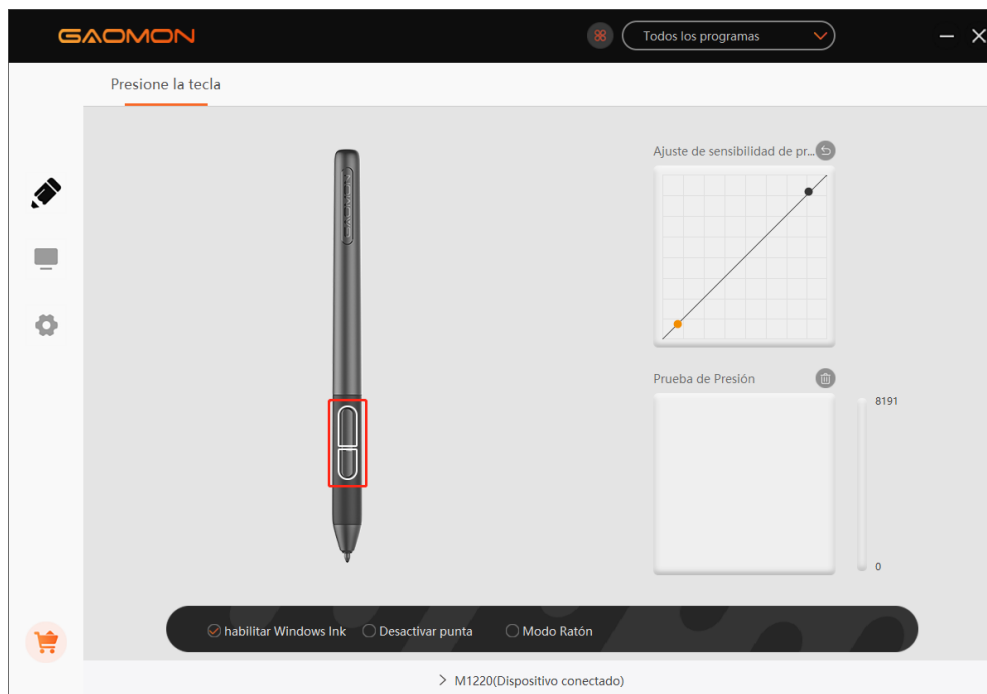 GAOMON
Todos los programas
Presione la tecla
GAOMON
Ajuste de sensibilidad de pr...
Prueba de Presión
8191
0
habilitar Windows Ink
Desactivar punta
Modo Ratón
M1220(Dispositivo conectado)